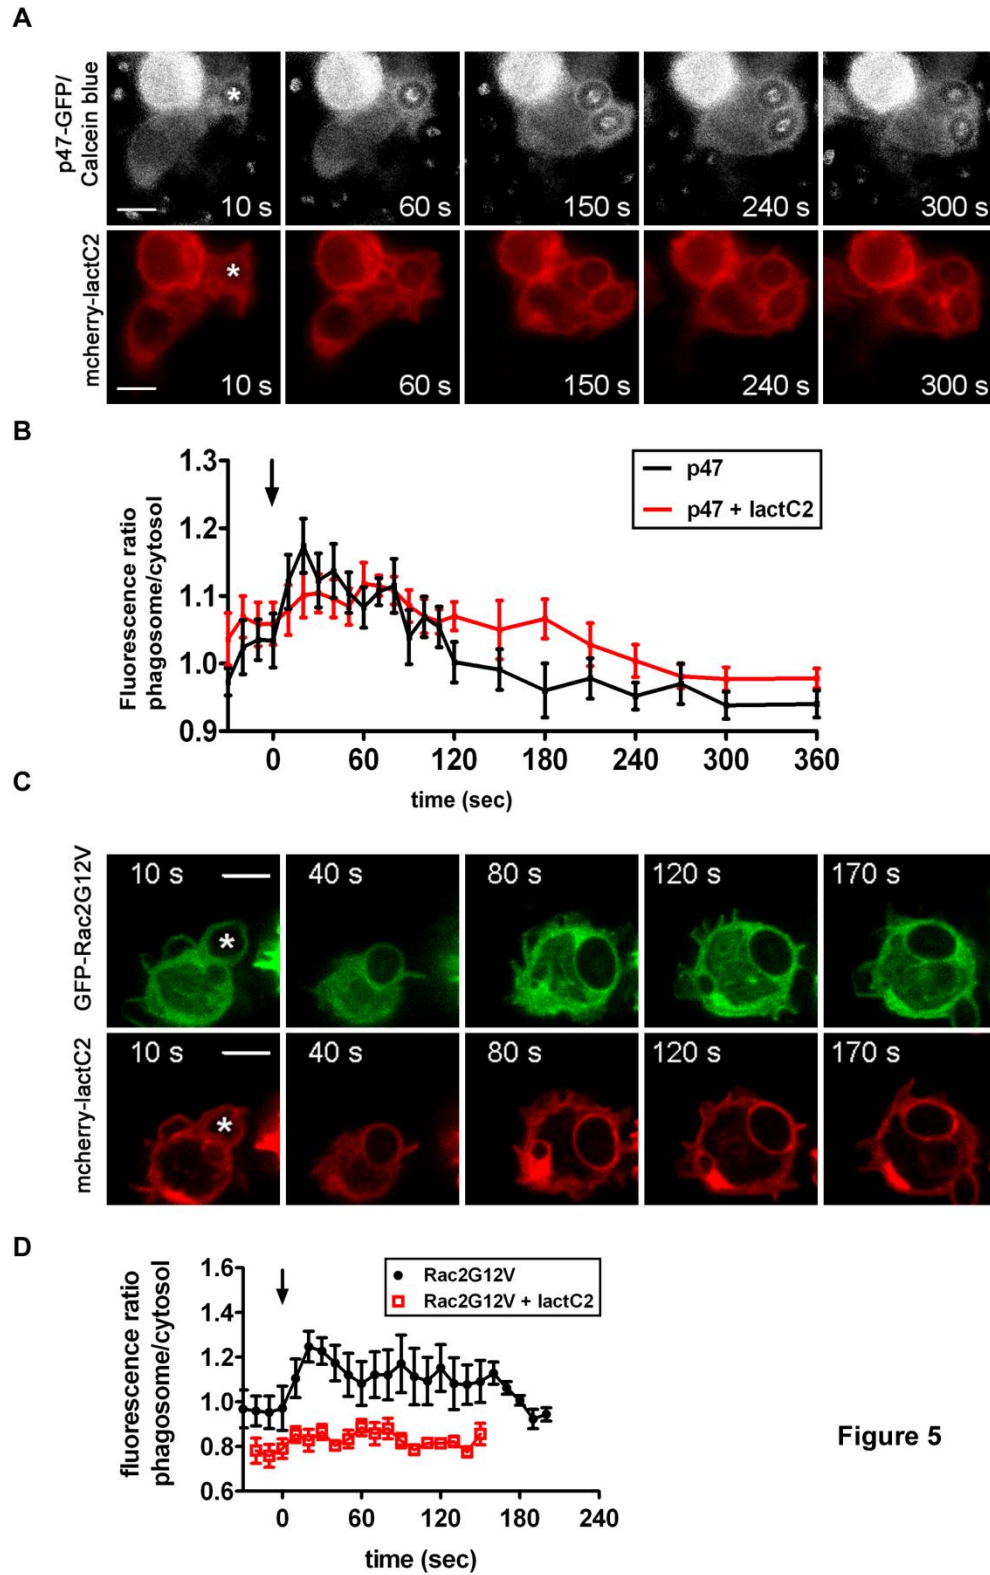 A
p47-GFP/
Calcein blue
*
10 s
60 s
150 s
240 s
300 s
mcherry-lactC2
*
10 s
60 s
150 s
240 s
300 s
B
Fluorescence ratio
phagosome/cytosol
1.3
1.2
1.1
1.0
0.9
p47
p47 + lactC2
0
60
120
180
240
300
360
time (sec)
C
GFP-Rac2G12V
10 s
40 s
80 s
120 s
170 s
*
mcherry-lactC2
10 s
40 s
80 s
120 s
170 s
*
D
fluorescence ratio
phagosome/cytosol
1.6
1.4
1.2
1.0
0.8
0.6
Rac2G12V
Rac2G12V + lactC2
0
60
120
180
240
time (sec)
Figure 5